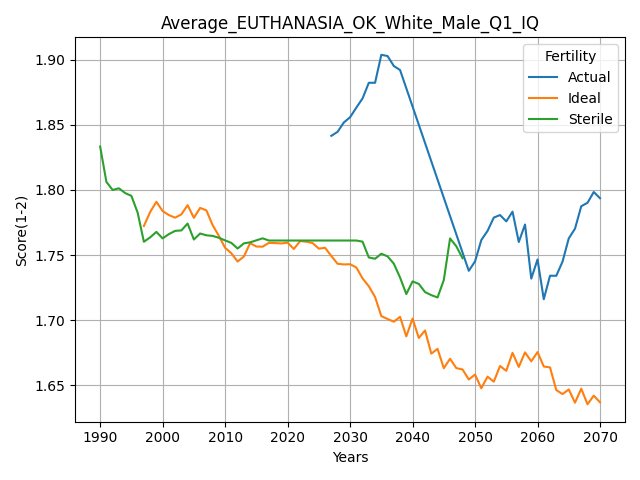 Average_EUTHANASIA_OK_White_Male_Q1_IQ
Fertility
Actual
Ideal
Sterile
Score(1-2)
1.90
1.85
1.80
1.75
1.70
1.65
1990 2000 2010 2020 2030 2040 2050 2060 2070
Years